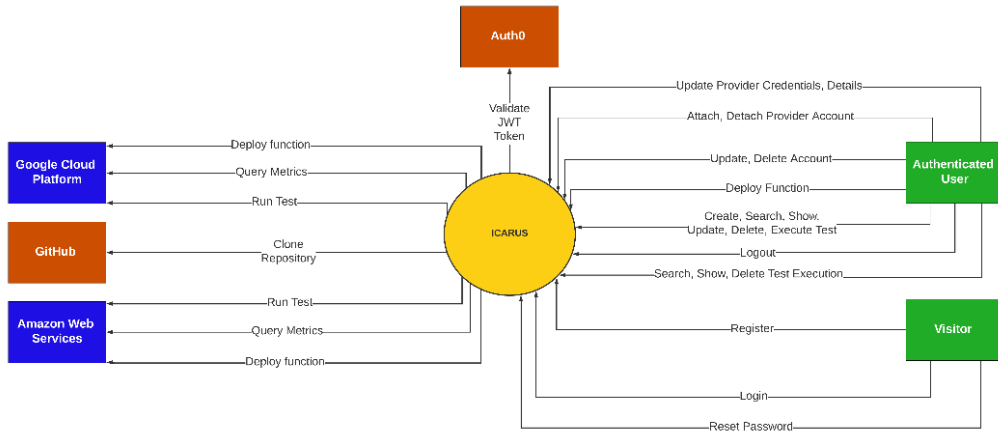 Auth0
Validate
JWT
Token
Update Provider Credentials, Details
Attach, Detach Provider Account
Deploy function
Google Cloud
Platform
Query Metrics
Run Test
Update, Delete Account
Authenticated
User
Deploy Function
Create, Search, Show,
Update, Delete, Execute Test
ICARUS
GitHub
Clone
Repository
Logout
Search, Show, Delete Test Execution
Run Test
Amazon Web
Services
Query Metrics
Deploy function
Register
Visitor
Login
Reset Password